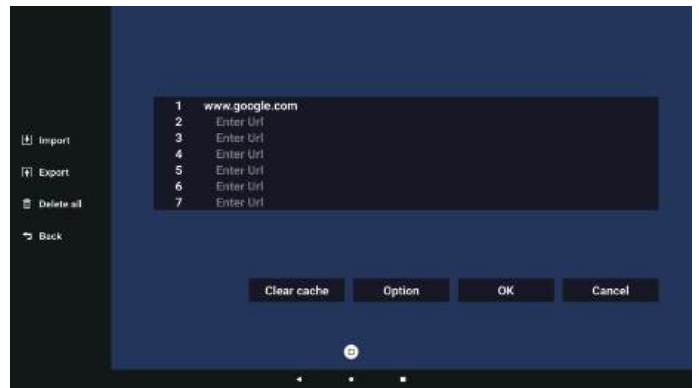 Import
Export
Delete all
Back
1 www.google.com
2 Enter Url
3 Enter Url
4 Enter Url
5 Enter Url
6 Enter Url
7 Enter Url
Clear cache Option OK Cancel